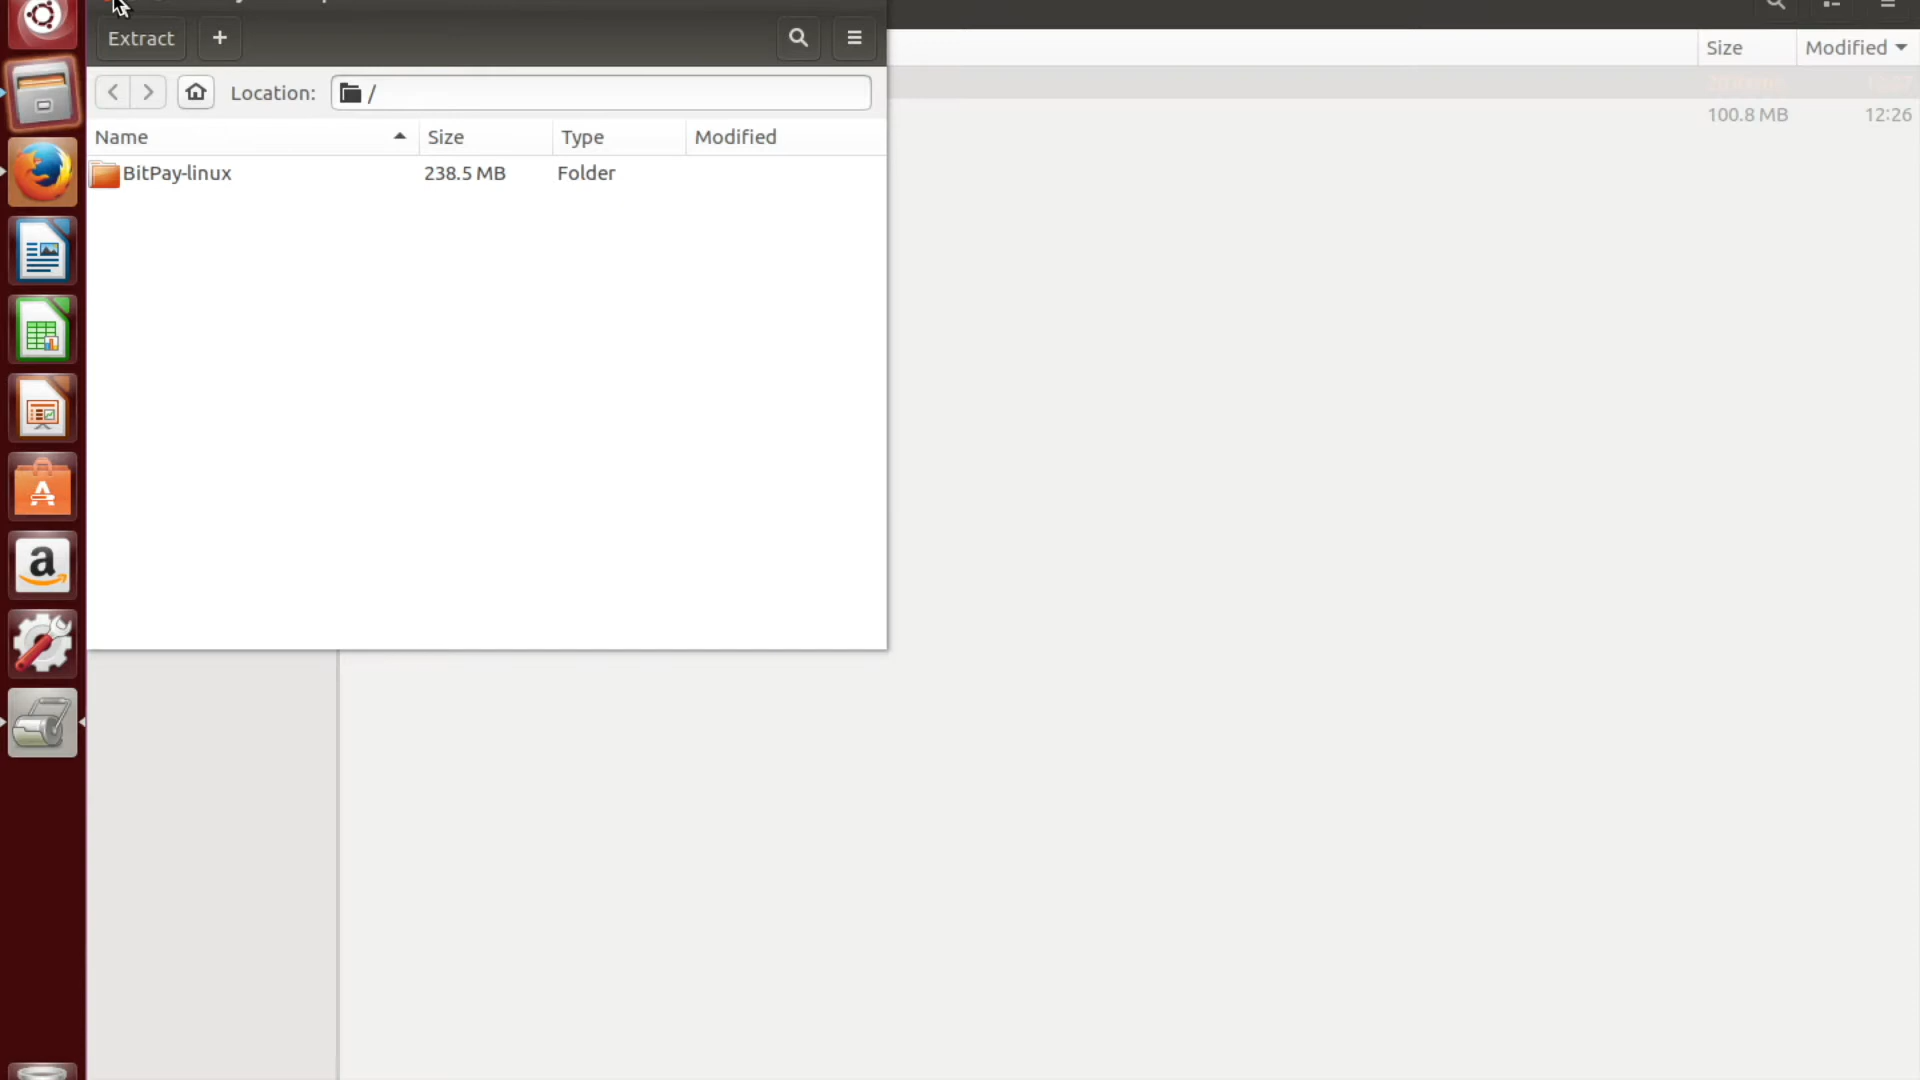 Extract +
Size Modified
Location: /
100.8 MB 12:26
Name Size Type Modified
BitPay-linux 238.5 MB Folder